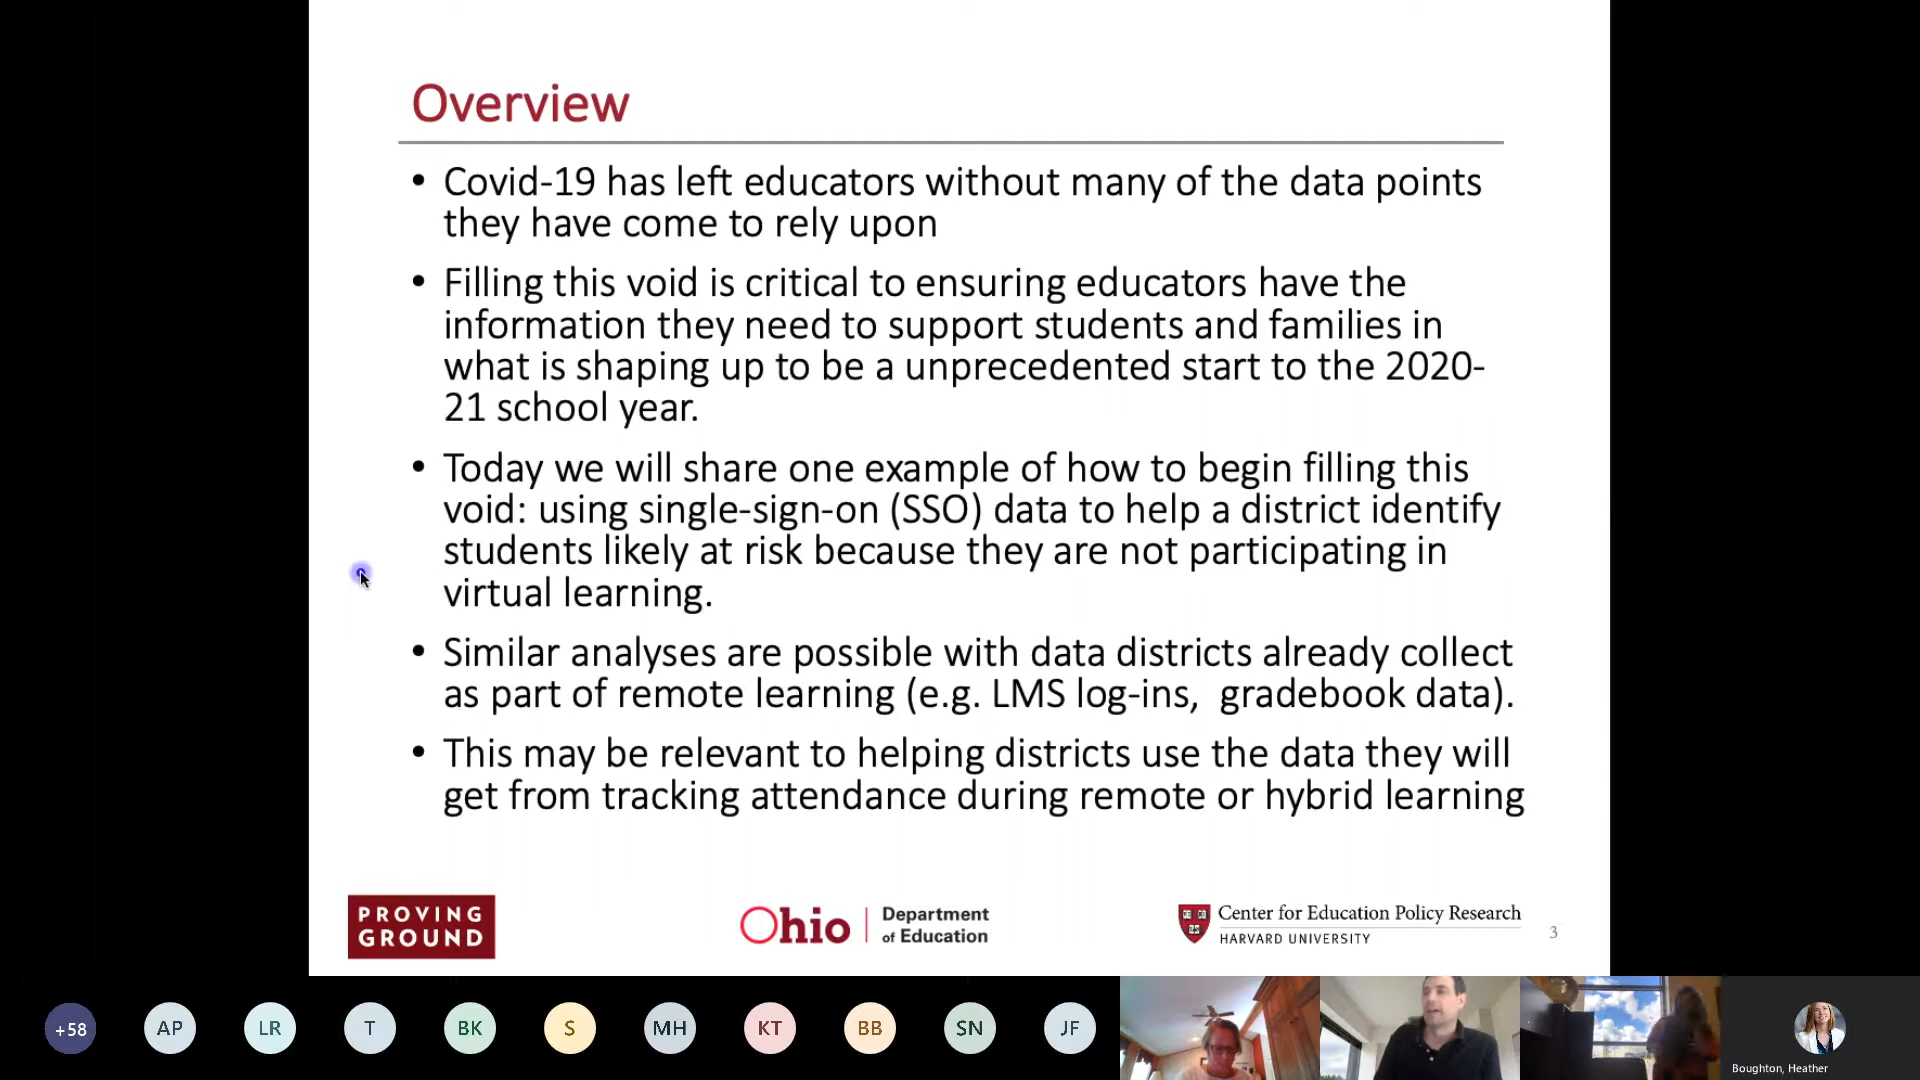 Overview
• Covid-19 has left educators without many of the data points
they have come to rely upon
• Filling this void is critical to ensuring educators have the
information they need to support students and families in
what is shaping up to be a unprecedented start to the 2020-
21 school year.
• Today we will share one example of how to begin filling this
void: using single-sign-on (SSO) data to help a district identify
students likely at risk because they are not participating in
virtual learning.
• Similar analyses are possible with data districts already collect
as part of remote learning (e.g. LMS log-ins,  gradebook data).
• This may be relevant to helping districts use the data they will
get from tracking attendance during remote or hybrid learning
PROVING
GROUND
Ohio
Department
of Education
Center for Education Policy Research
HARVARD UNIVERSITY
3
+58
AP
LR
T
BK
S
MH
KT
BB
SN
JF
Boughton, Heather